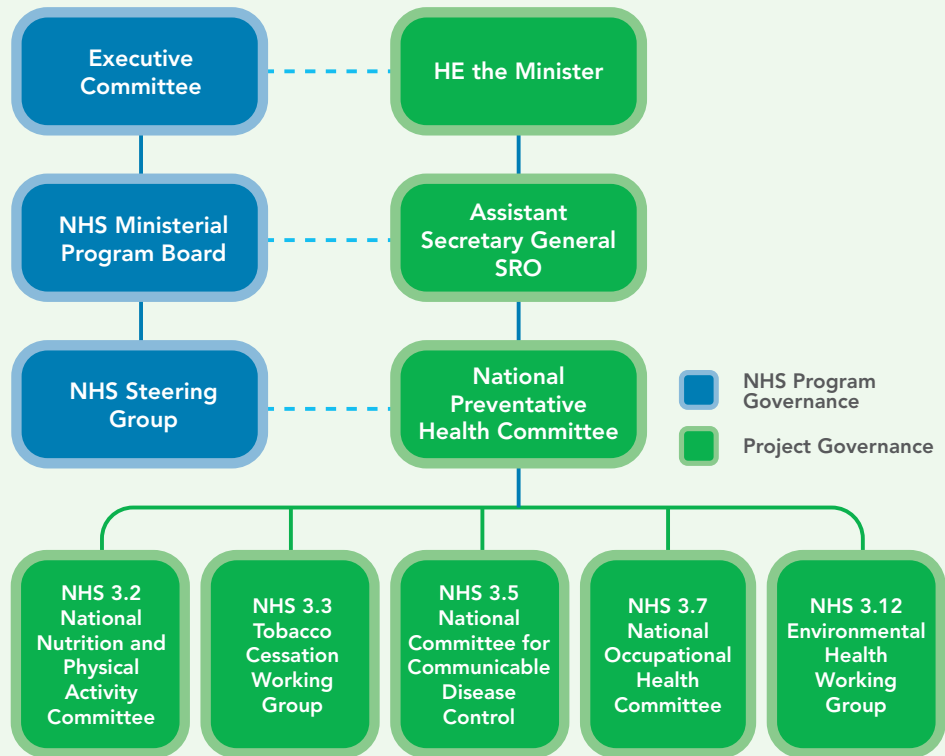 Executive
Committee
HE the Minister
NHS Ministerial
Program Board
Assistant
Secretary General
SRO
NHS Steering
Group
National
Preventative
Health Committee
NHS Program
Governance
Project Governance
NHS 3.2
National
Nutrition and
Physical
Activity
Committee
NHS 3.3
Tobacco
Cessation
Working
Group
NHS 3.5
National
Committee for
Communicable
Disease
Control
NHS 3.7
National
Occupational
Health
Committee
NHS 3.12
Environmental
Health
Working
Group